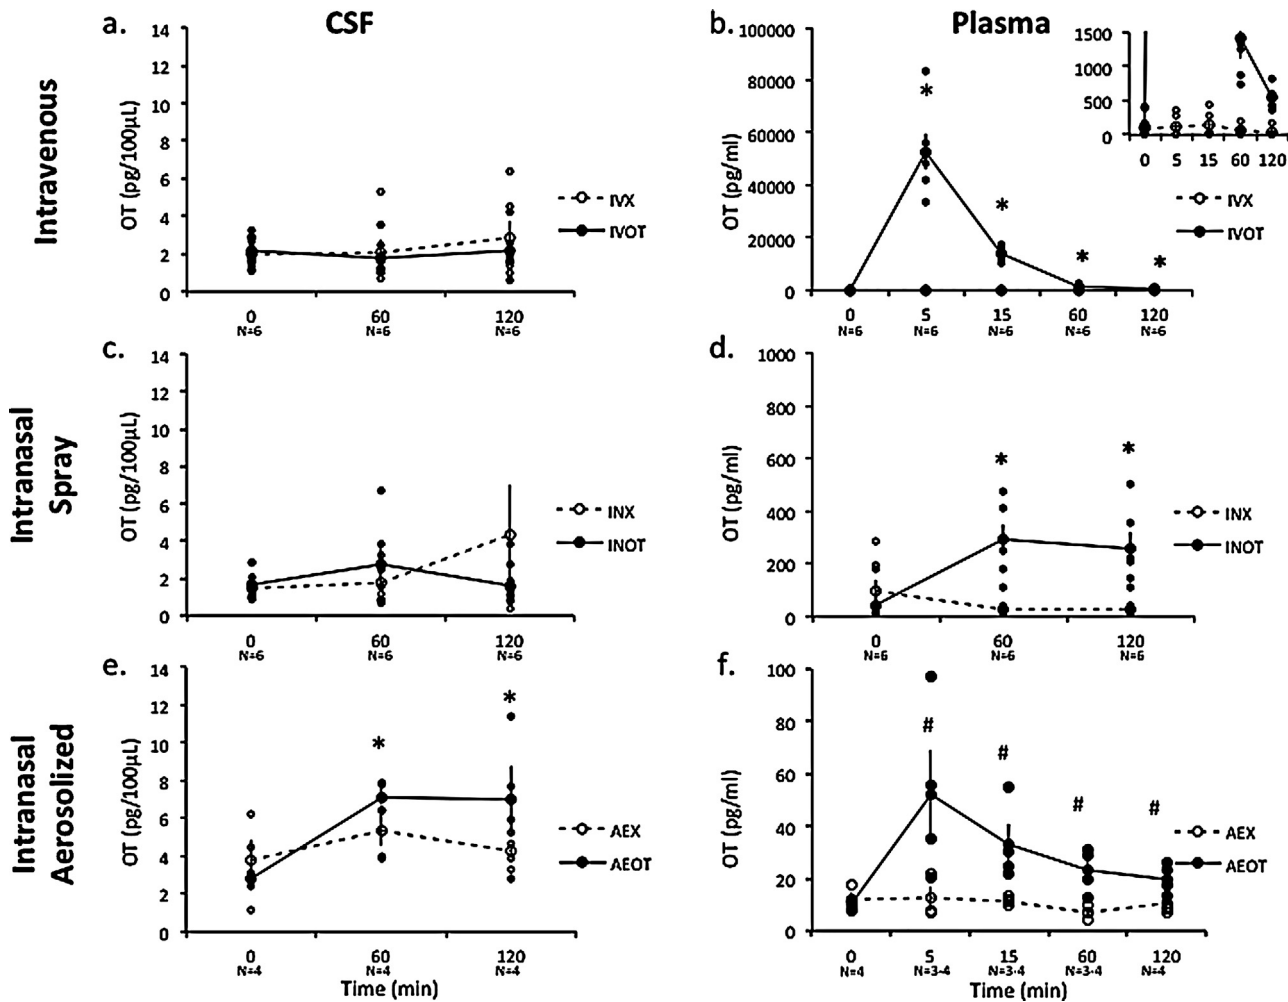 CSF
Plasma
Intravenous
a.
OT (pg/100µL)
14
12
10
8
6
4
2
0
0 60 120
N=6 N=6 N=6
IVX
IVOT
b.
OT (pg/ml)
100000
80000
60000
40000
20000
0
0 5 15 60 120
N=6 N=6 N=6 N=6 N=6
* * * *
1500
1000
500
0
0 5 15 60 120
IVX
IVOT
Intranasal
Spray
c.
OT (pg/100µL)
14
12
10
8
6
4
2
0
0 60 120
N=6 N=6 N=6
INX
INOT
d.
OT (pg/ml)
1000
800
600
400
200
0
* *
0 60 120
N=6 N=6 N=6
INX
INOT
Intranasal
Aerosolized
e.
OT (pg/100µL)
14
12
10
8
6
4
2
0
* *
0 60 120
N=4 N=4 N=4
Time (min)
AEX
AEOT
f.
OT (pg/ml)
100
80
60
40
20
0
# # # #
0 5 15 60 120
N=4 N=3-4 N=3-4 N=3-4 N=4
Time (min)
AEX
AEOT